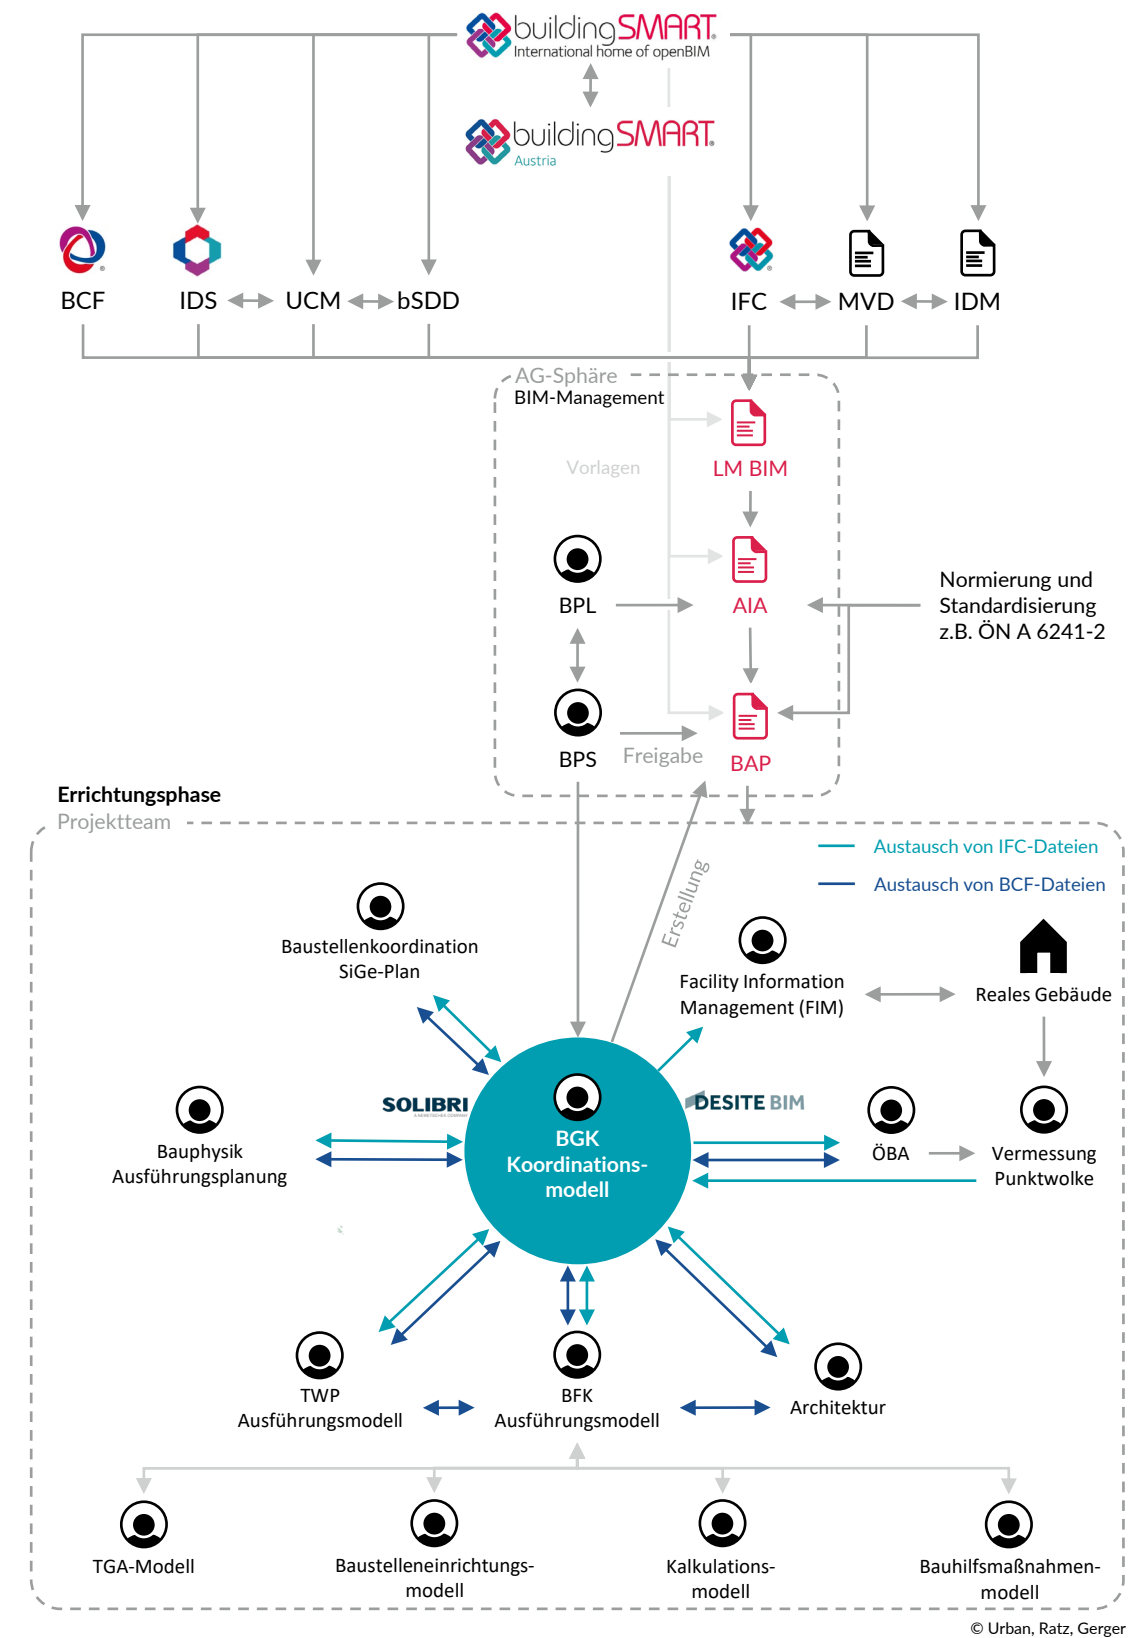 buildingSMART®
International home of openBIM
buildingSMART®
Austria
BCF
IDS
UCM
bSDD
IFC
MVD
IDM
AG-Sphäre
BIM-Management
LM BIM
Vorlagen
BPL
AIA
Normierung und
Standardisierung
z.B. ÖN A 6241-2
BPS
Freigabe
BAP
Errichtungsphase
Projektteam
Austausch von IFC-Dateien
Austausch von BCF-Dateien
Erstellung
Baustellenkoordination
SiGe-Plan
Facility Information
Management (FIM)
Reales Gebäude
SOLIBRI
A NEMETSCHEK COMPANY
DESITE BIM
BGK
Koordinations-
modell
Bauphysik
Ausführungsplanung
ÖBA
Vermessung
Punktwolke
TWP
Ausführungsmodell
BFK
Ausführungsmodell
Architektur
TGA-Modell
Baustelleneinrichtungs-
modell
Kalkulations-
modell
Bauhilfsmaßnahmen-
modell
© Urban, Ratz, Gerger